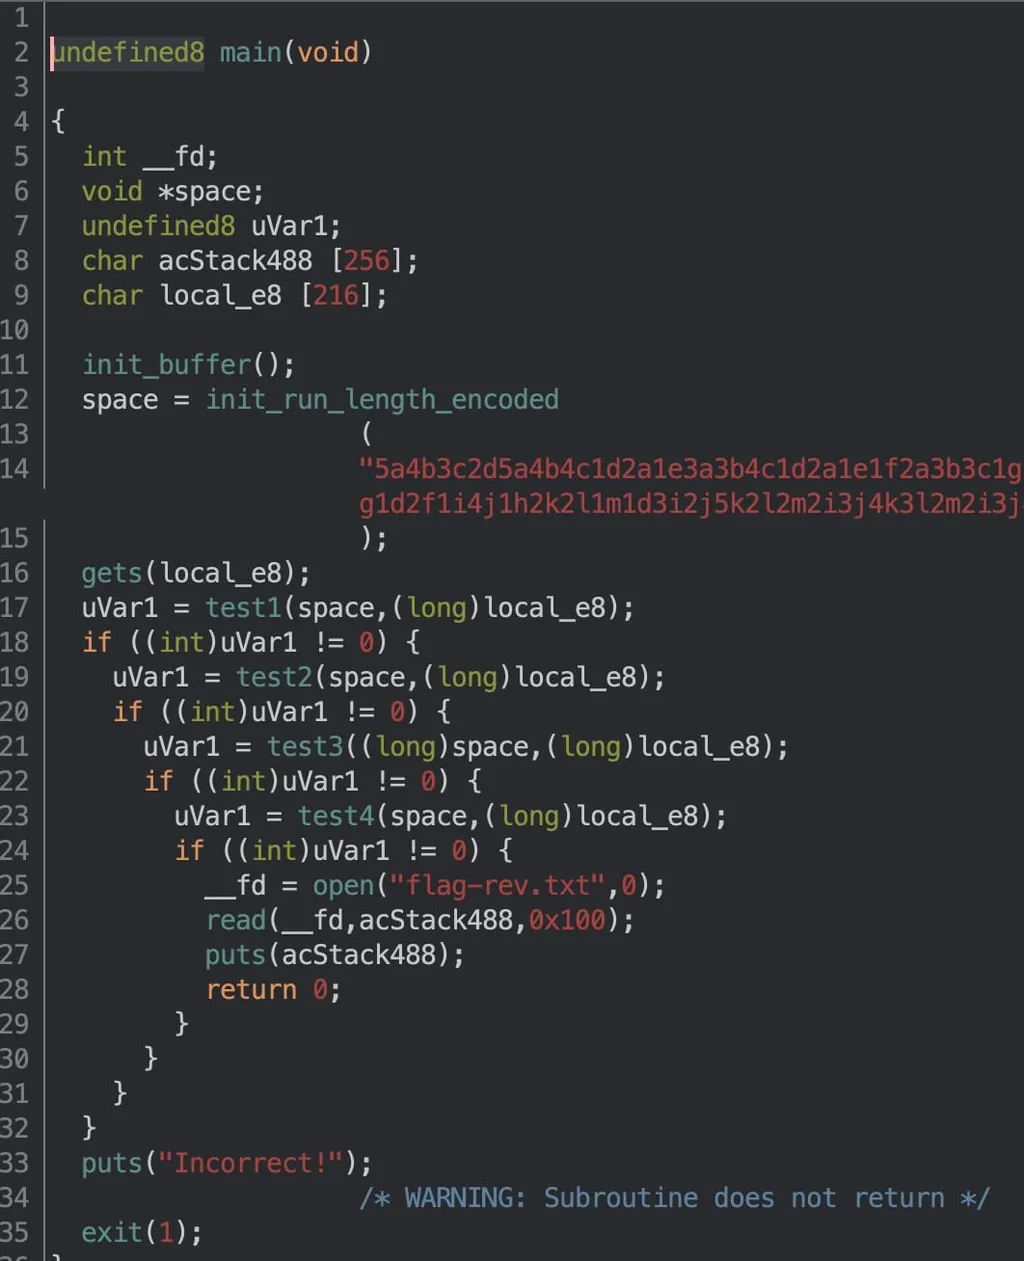 1
2 undefined8 main(void)
3
4 {
5 int __fd;
6 void *space;
7 undefined8 uVar1;
8 char acStack488 [256];
9 char local_e8 [216];
10
11 init_buffer();
12 space = init_run_length_encoded
13 (
14 "5a4b3c2d5a4b4c1d2a1e3a3b4c1d2a1e1f2a3b3c1g
g1d2f1i4j1h2k2l1m1d3i2j5k2l2m2i3j4k3l2m2i3j
15 );
16 gets(local_e8);
17 uVar1 = test1(space,(long)local_e8);
18 if ((int)uVar1 != 0) {
19 uVar1 = test2(space,(long)local_e8);
20 if ((int)uVar1 != 0) {
21 uVar1 = test3((long)space,(long)local_e8);
22 if ((int)uVar1 != 0) {
23 uVar1 = test4(space,(long)local_e8);
24 if ((int)uVar1 != 0) {
25 __fd = open("flag-rev.txt",0);
26 read(__fd,acStack488,0x100);
27 puts(acStack488);
28 return 0;
29 }
30 }
31 }
32 }
33 puts("Incorrect!");
34 /* WARNING: Subroutine does not return */
35 exit(1);